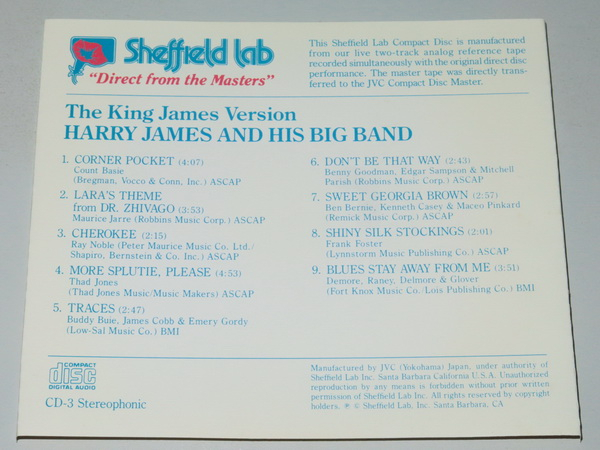 Sheffield Lab
"Direct from the Masters"
This Sheffield Lab Compact Disc is manufactured
from our live two-track analog reference tape
recorded simultaneously with the original direct disc
performance. The master tape was directly trans-
ferred to the JVC Compact Disc Master.
The King James Version
HARRY JAMES AND HIS BIG BAND
1. CORNER POCKET (4:07)
Count Basie
(Bregman, Vocco & Conn, Inc.) ASCAP
2. LARA'S THEME
from DR. ZHIVAGO (3:53)
Maurice Jarre (Robbins Music Corp.) ASCAP
3. CHEROKEE (2:15)
Ray Noble (Peter Maurice Music Co. Ltd./
Shapiro, Bernstein & Co. Inc.) ASCAP
4. MORE SPLUTIE, PLEASE (4:53)
Thad Jones
(Thad Jones Music/Music Makers) ASCAP
5. TRACES (2:47)
Buddy Buie, James Cobb & Emery Gordy
(Low-Sal Music Co.) BMI
6. DON'T BE THAT WAY (2:43)
Benny Goodman, Edgar Sampson & Mitchell
Parish (Robbins Music Corp.) ASCAP
7. SWEET GEORGIA BROWN (2:57)
Ben Bernie, Kenneth Casey & Maceo Pinkard
(Remick Music Corp.) ASCAP
8. SHINY SILK STOCKINGS (2:01)
Frank Foster
(Lynnstorm Music Publishing Co.) ASCAP
9. BLUES STAY AWAY FROM ME (3:51)
Demore, Raney, Delmore & Glover
(Fort Knox Music Co./Lois Publishing Co.) BMI
COMPACT
disc
DIGITAL AUDIO
CD-3 Stereophonic
Manufactured by JVC (Yokohama) Japan, under authority of
Sheffield Lab Inc. Santa Barbara California U.S.A. Unauthorized
reproduction by any means is forbidden without prior written
permission of Sheffield Lab Inc. All rights reserved by copyright
holders. ℗ © Sheffield Lab, Inc. Santa Barbara, CA